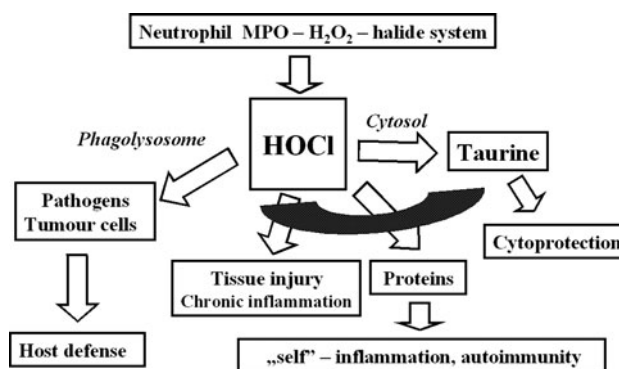 Neutrophil MPO – H₂O₂ – halide system
Phagolysosome
HOCl
Cytosol
Taurine
Pathogens
Tumour cells
Cytoprotection
Tissue injury
Chronic inflammation
Proteins
Host defense
„self” – inflammation, autoimmunity